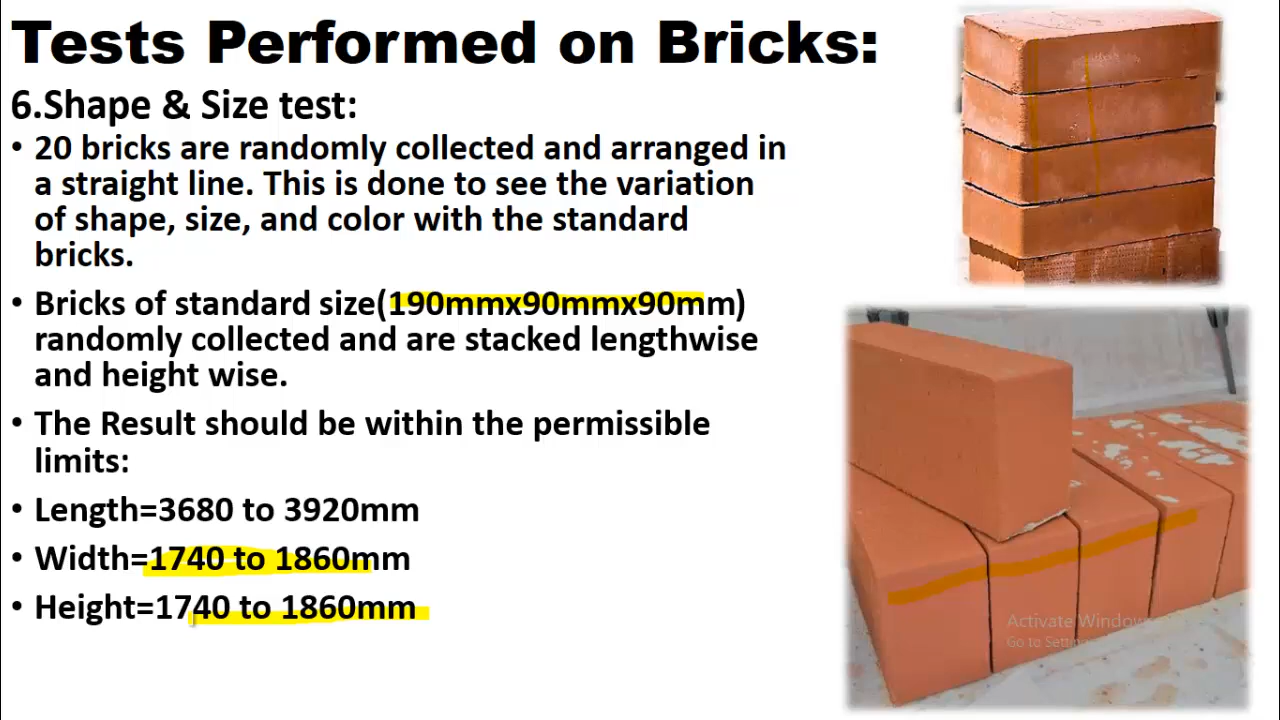 Tests Performed on Bricks:
6.Shape & Size test:
• 20 bricks are randomly collected and arranged in
a straight line. This is done to see the variation
of shape, size, and color with the standard
bricks.
• Bricks of standard size(190mmx90mmx90mm)
randomly collected and are stacked lengthwise
and height wise.
• The Result should be within the permissible
limits:
• Length=3680 to 3920mm
• Width=1740 to 1860mm
• Height=1740 to 1860mm
Activate Windows
Go to Settings